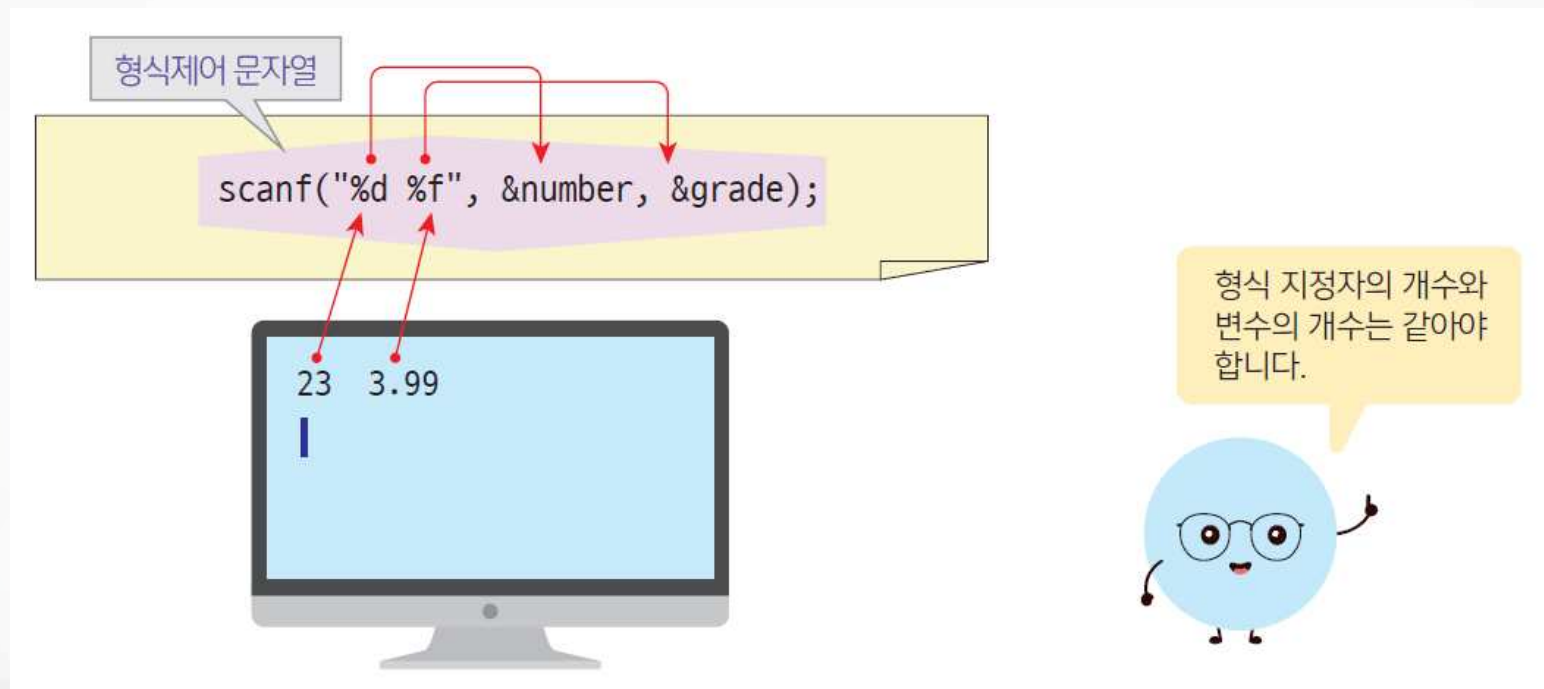 형식제어 문자열
scanf("%d %f", &number, &grade);
23 3.99
형식 지정자의 개수와
변수의 개수는 같아야
합니다.